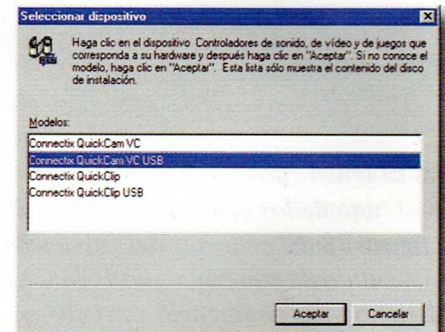 Seleccionar dispositivo
Haga clic en el dispositivo Controladores de sonido, de vídeo y de juegos que
corresponda a su hardware y después haga clic en "Aceptar". Si no conoce el
modelo, haga clic en "Aceptar". Esta lista sólo muestra el contenido del disco
de instalación.
Modelos:
Connectix QuickCam VC
Connectix QuickCam VC USB
Connectix QuickClip
Connectix QuickClip USB
Aceptar
Cancelar